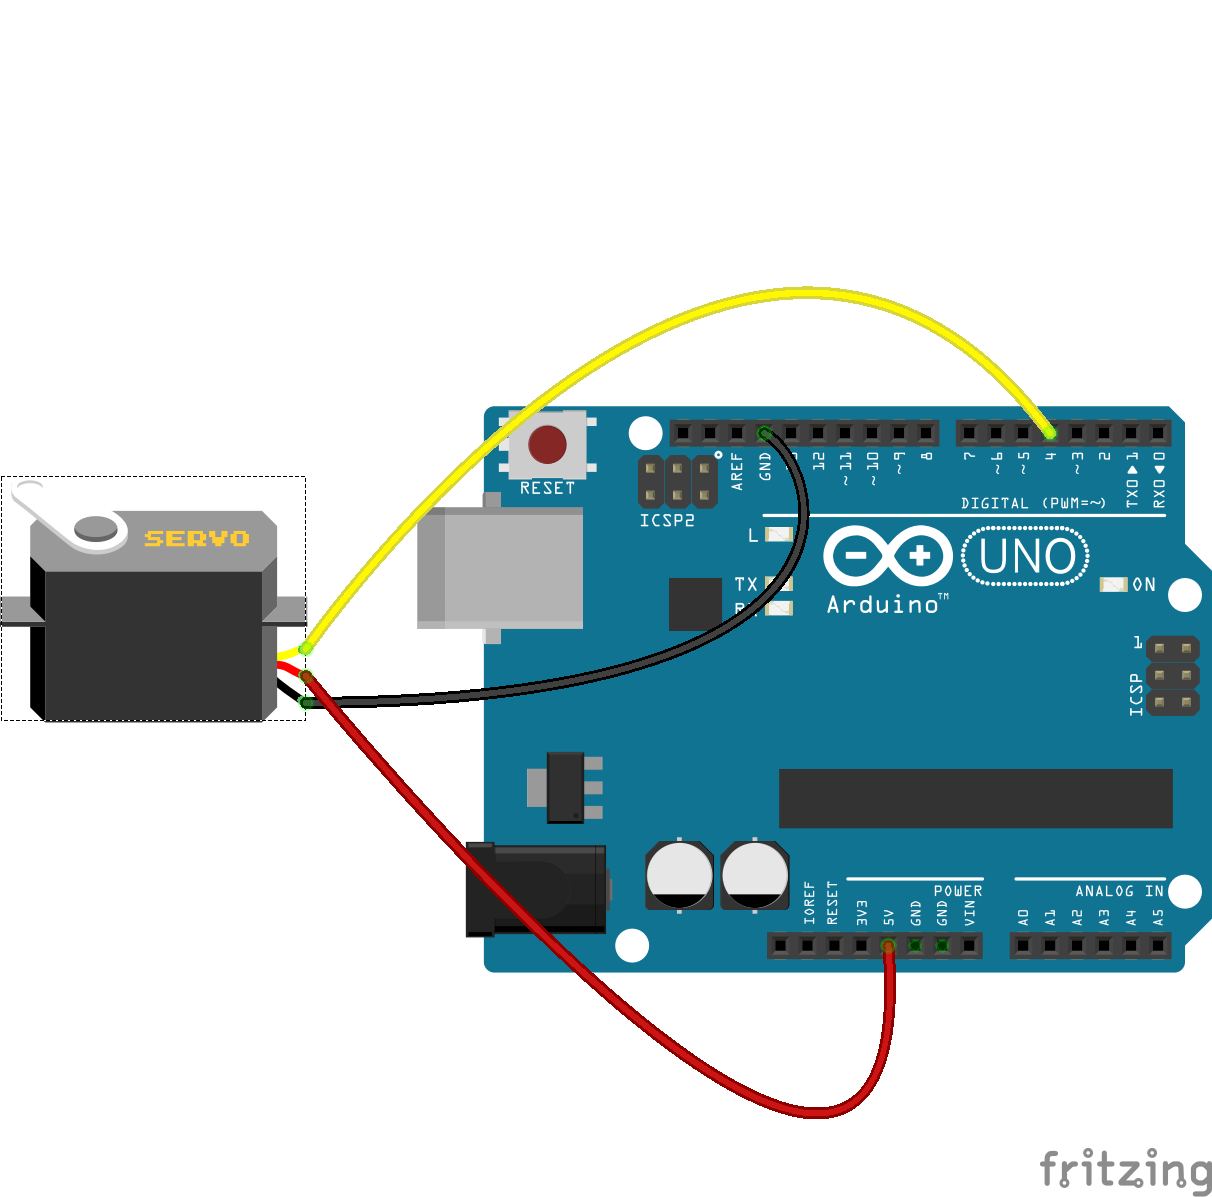 RESET
ICSP2
AREF
GND
12
~11
~10
~9
8
7
~6
~5
4
~3
2
TX0▶1
RX0◀0
DIGITAL (PWM=~)
L
TX
Arduino™
UNO
ON
SERVO
1
ICSP
POWER
ANALOG IN
IOREF
RESET
3V3
5V
GND
GND
VIN
A0
A1
A2
A3
A4
A5
fritzing